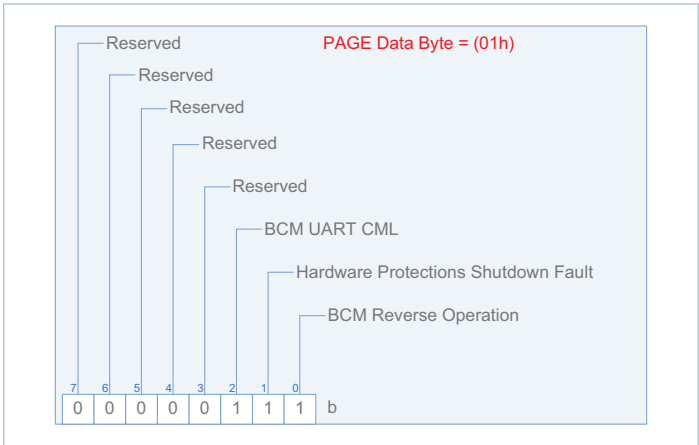 Reserved PAGE Data Byte = (01h)
Reserved
Reserved
Reserved
Reserved
BCM UART CML
Hardware Protections Shutdown Fault
BCM Reverse Operation
7 6 5 4 3 2 1 0
0 0 0 0 0 1 1 1 b